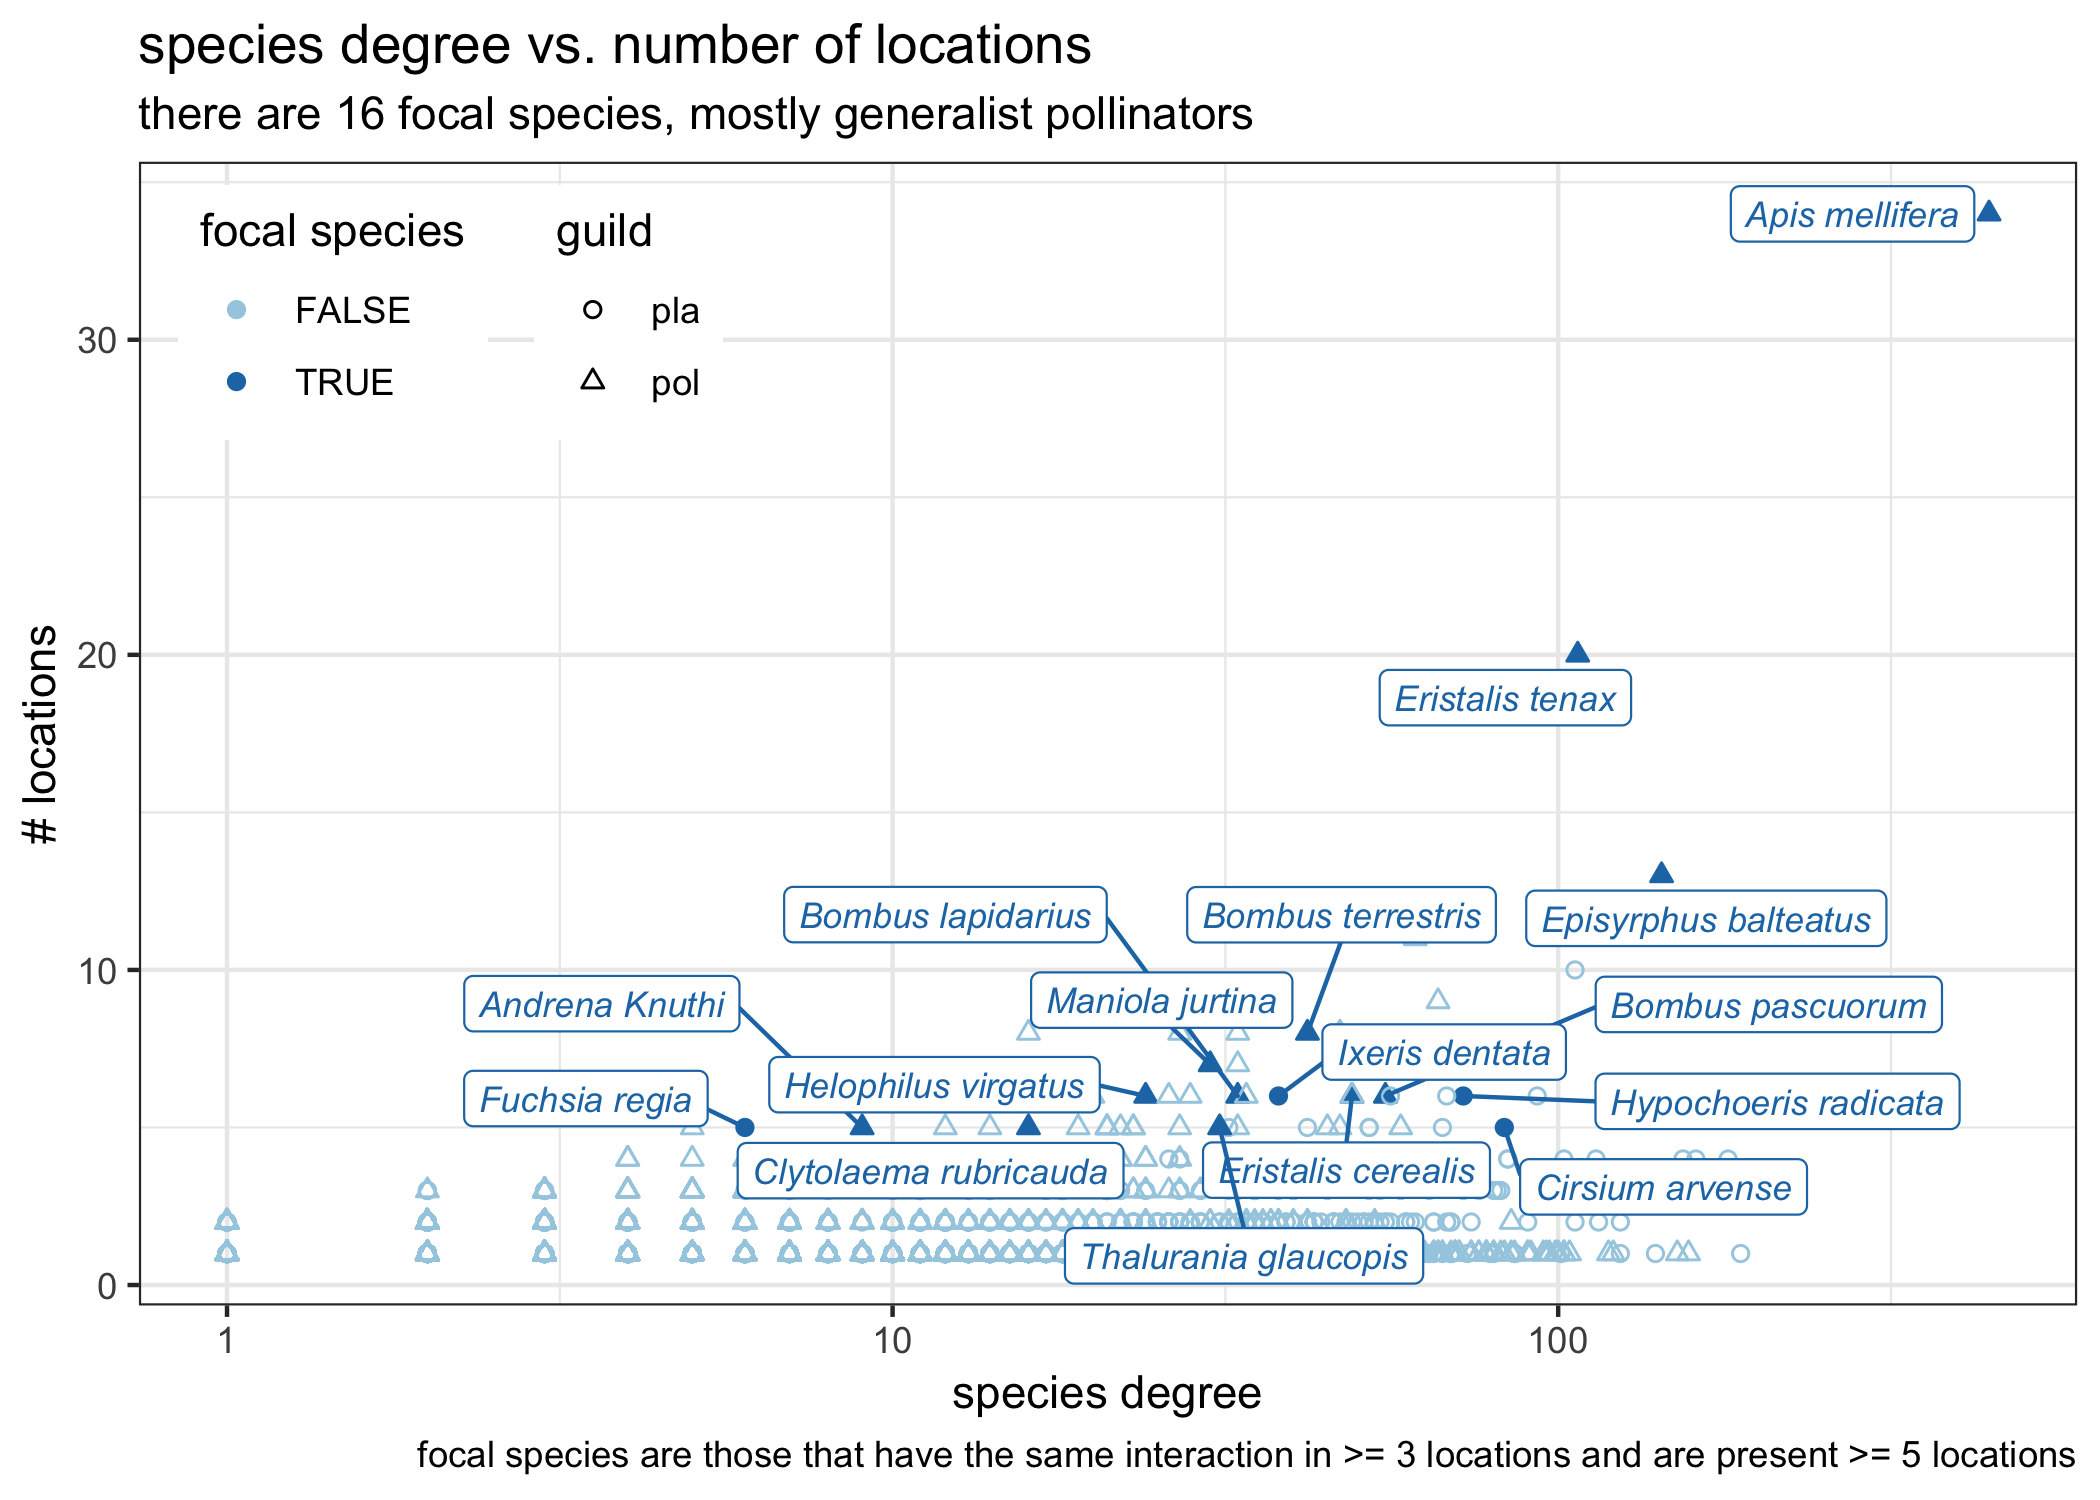 species degree vs. number of locations
there are 16 focal species, mostly generalist pollinators
focal species
FALSE
TRUE
guild
pla
pol
Apis mellifera
Eristalis tenax
Episyrphus balteatus
Bombus lapidarius
Bombus terrestris
Andrena Knuthi
Maniola jurtina
Bombus pascuorum
Ixeris dentata
Fuchsia regia
Helophilus virgatus
Hypochoeris radicata
Clytolaema rubricauda
Eristalis cerealis
Cirsium arvense
Thalurania glaucopis
30
20
10
0
# locations
1
10
100
species degree
focal species are those that have the same interaction in >= 3 locations and are present >= 5 locations